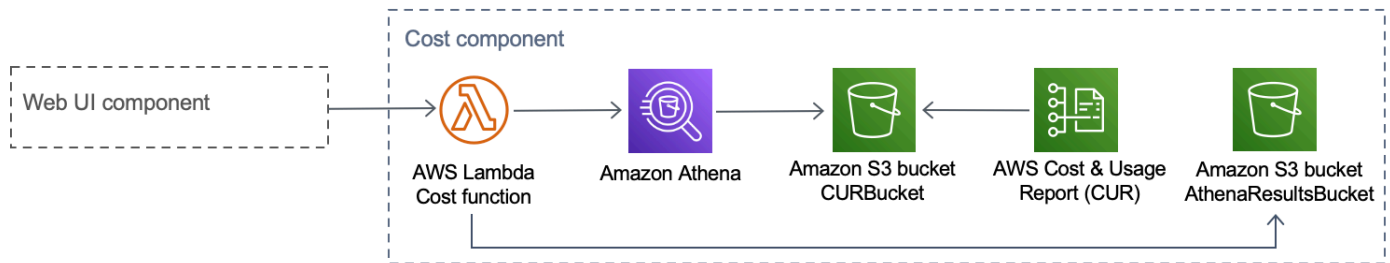 Cost component
Web UI component
AWS Lambda
Cost function
Amazon Athena
Amazon S3 bucket
CURBucket
AWS Cost & Usage
Report (CUR)
Amazon S3 bucket
AthenaResultsBucket